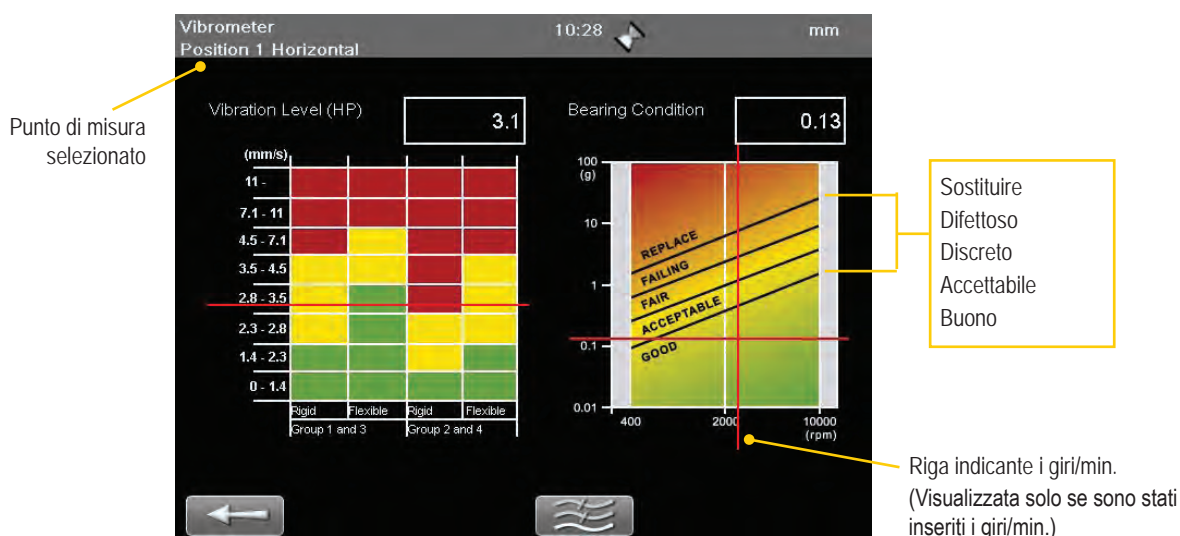 Vibrometer
10:28
mm
Position 1 Horizontal
Punto di misura
selezionato
Vibration Level (HP)
3.1
(mm/s)
11 -
7.1 - 11
4.5 - 7.1
3.5 - 4.5
2.8 - 3.5
2.3 - 2.8
1.4 - 2.3
0 - 1.4
Rigid
Flexible
Rigid
Flexible
Group 1 and 3
Group 2 and 4
Bearing Condition
0.13
100
(g)
10
1
0.1
0.01
REPLACE
FAILING
FAIR
ACCEPTABLE
GOOD
400
2000
10000
(rpm)
Sostituire
Difettoso
Discreto
Accettabile
Buono
Riga indicante i giri/min.
(Visualizzata solo se sono stati
inseriti i giri/min.)